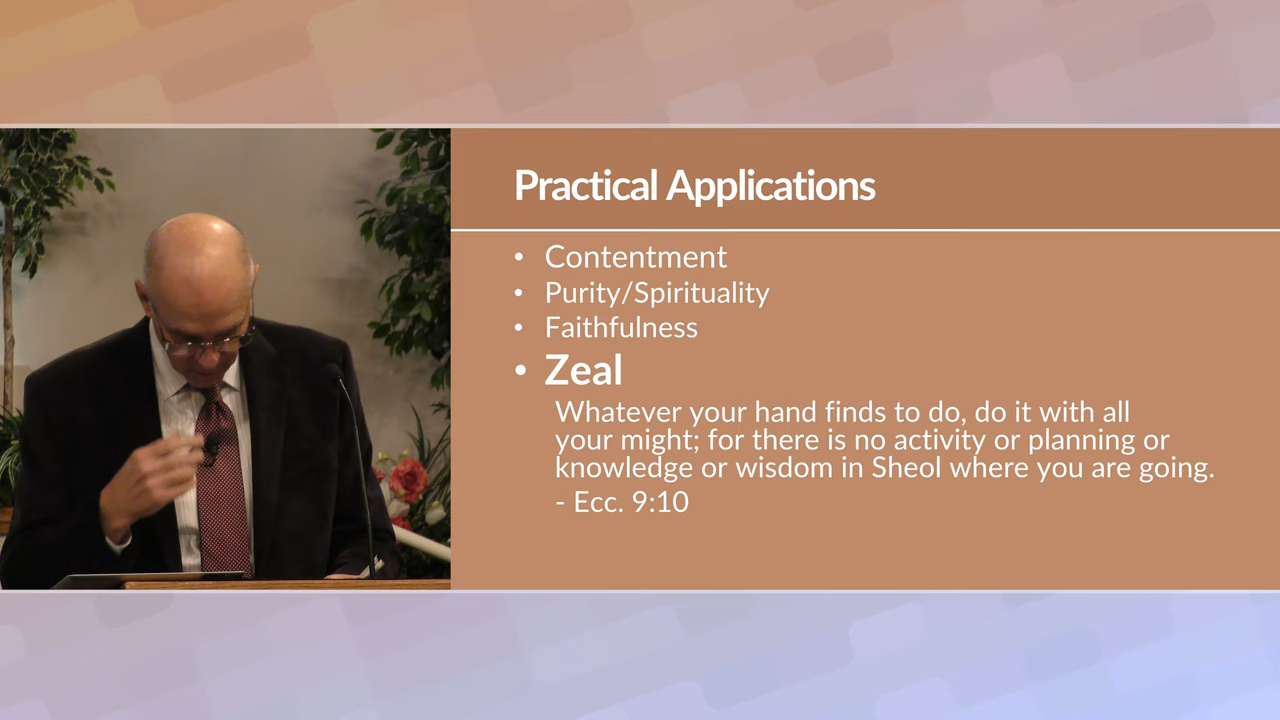 Practical Applications
• Contentment
• Purity/Spirituality
• Faithfulness
• Zeal
Whatever your hand finds to do, do it with all
your might; for there is no activity or planning or
knowledge or wisdom in Sheol where you are going.
- Ecc. 9:10